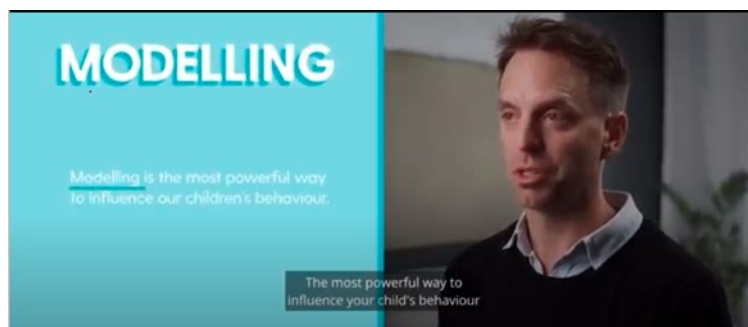 MODELLING
Modelling is the most powerful way
to influence our children's behaviour.
The most powerful way to
influence your child's behaviour